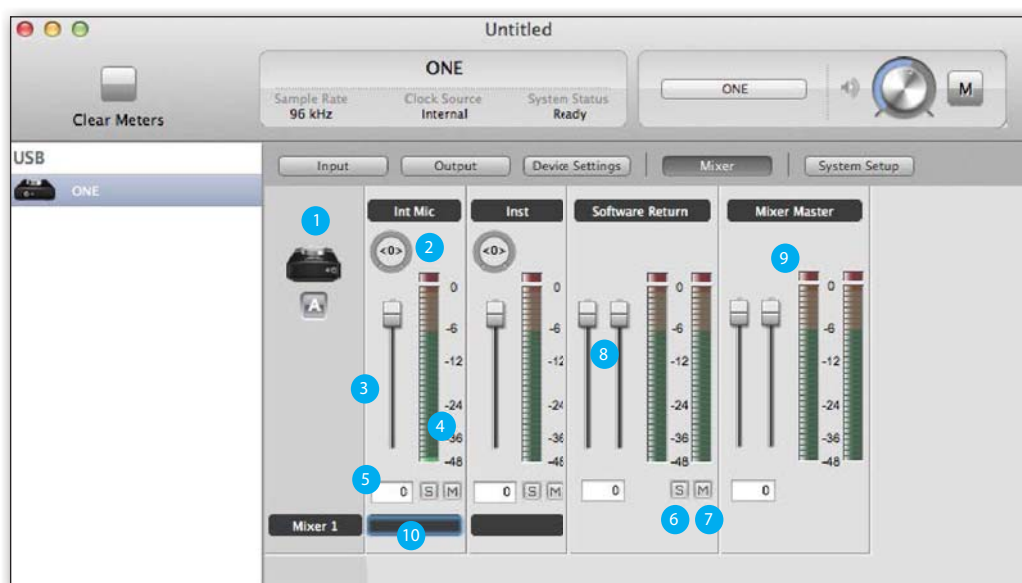 Untitled
Clear Meters
ONE
Sample Rate Clock Source System Status
96 kHz Internal Ready
ONE M
USB
ONE
Input Output Device Settings Mixer System Setup
Int Mic Inst Software Return Mixer Master
1
<0> 2 <0>
9
A
0 0 0 0
-6 -6 -6 -6
8
-12 -12 -12 -12
3
-24 -24 -24 -24
4
-36 -36 -36 -36
-48 -48 -48 -48
5
0 S M 0 S M 0 S M 0
6 7
Mixer 1
10